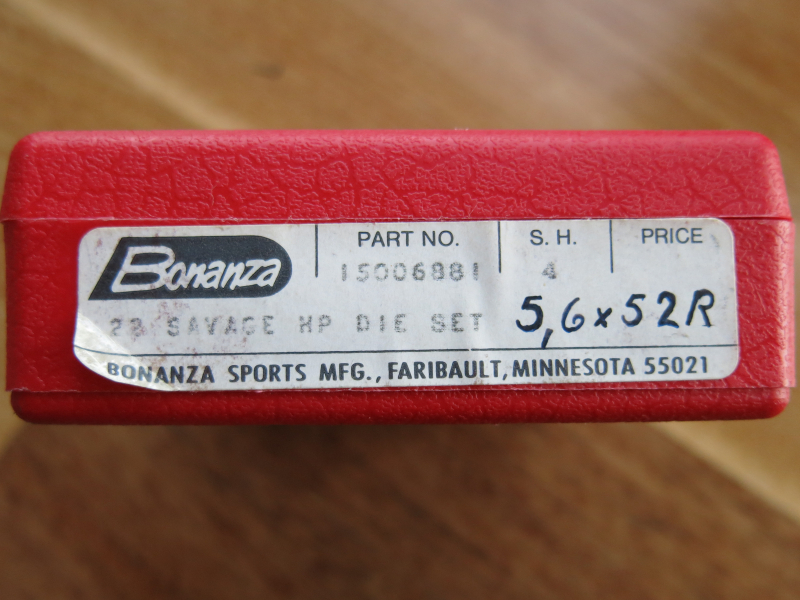 Bonanza
PART NO. S. H. PRICE
15006881 4
22 SAVAGE HP DIE SET 5,6x52R
BONANZA SPORTS MFG., FARIBAULT, MINNESOTA 55021